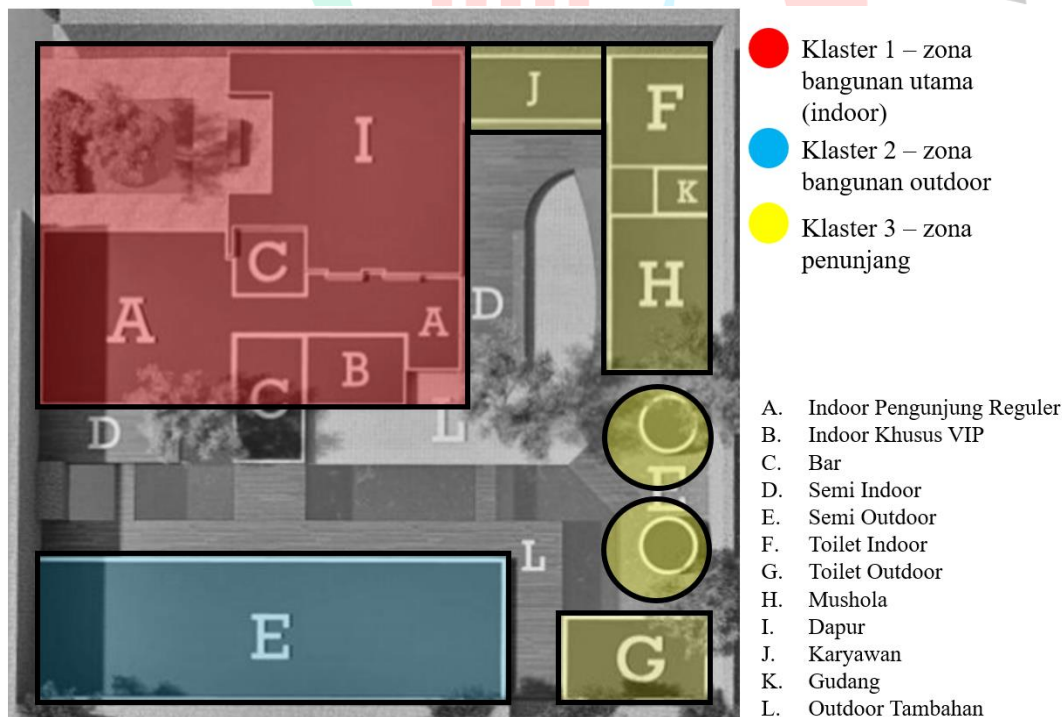 J
F
I
K
C
H
A
A
D
B
C
D
L
E
L
E
G
Klaster 1 – zona
bangunan utama
(indoor)
Klaster 2 – zona
bangunan outdoor
Klaster 3 – zona
penunjang
A. Indoor Pengunjung Reguler
B. Indoor Khusus VIP
C. Bar
D. Semi Indoor
E. Semi Outdoor
F. Toilet Indoor
G. Toilet Outdoor
H. Mushola
I. Dapur
J. Karyawan
K. Gudang
L. Outdoor Tambahan